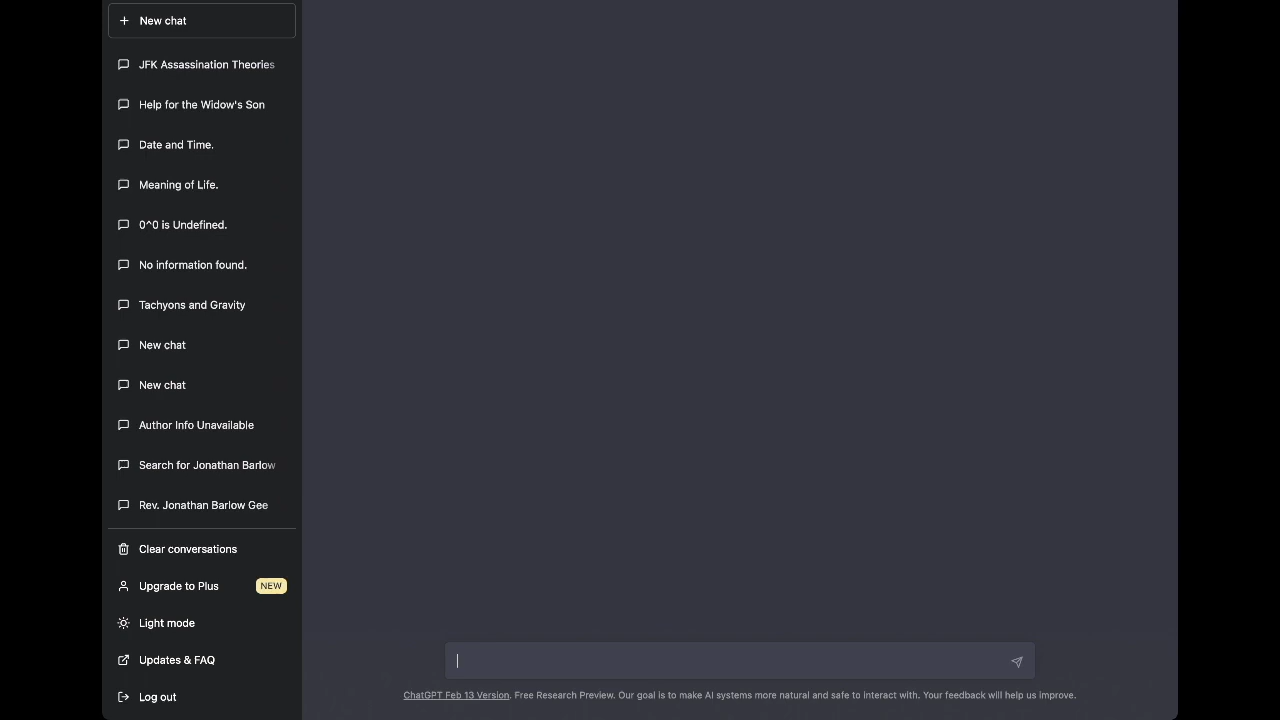 New chat
JFK Assassination Theories
Help for the Widow's Son
Date and Time.
Meaning of Life.
0^0 is Undefined.
No information found.
Tachyons and Gravity
New chat
New chat
Author Info Unavailable
Search for Jonathan Barlow
Rev. Jonathan Barlow Gee
Clear conversations
Upgrade to Plus NEW
Light mode
Updates & FAQ
Log out
ChatGPT Feb 13 Version. Free Research Preview. Our goal is to make AI systems more natural and safe to interact with. Your feedback will help us improve.